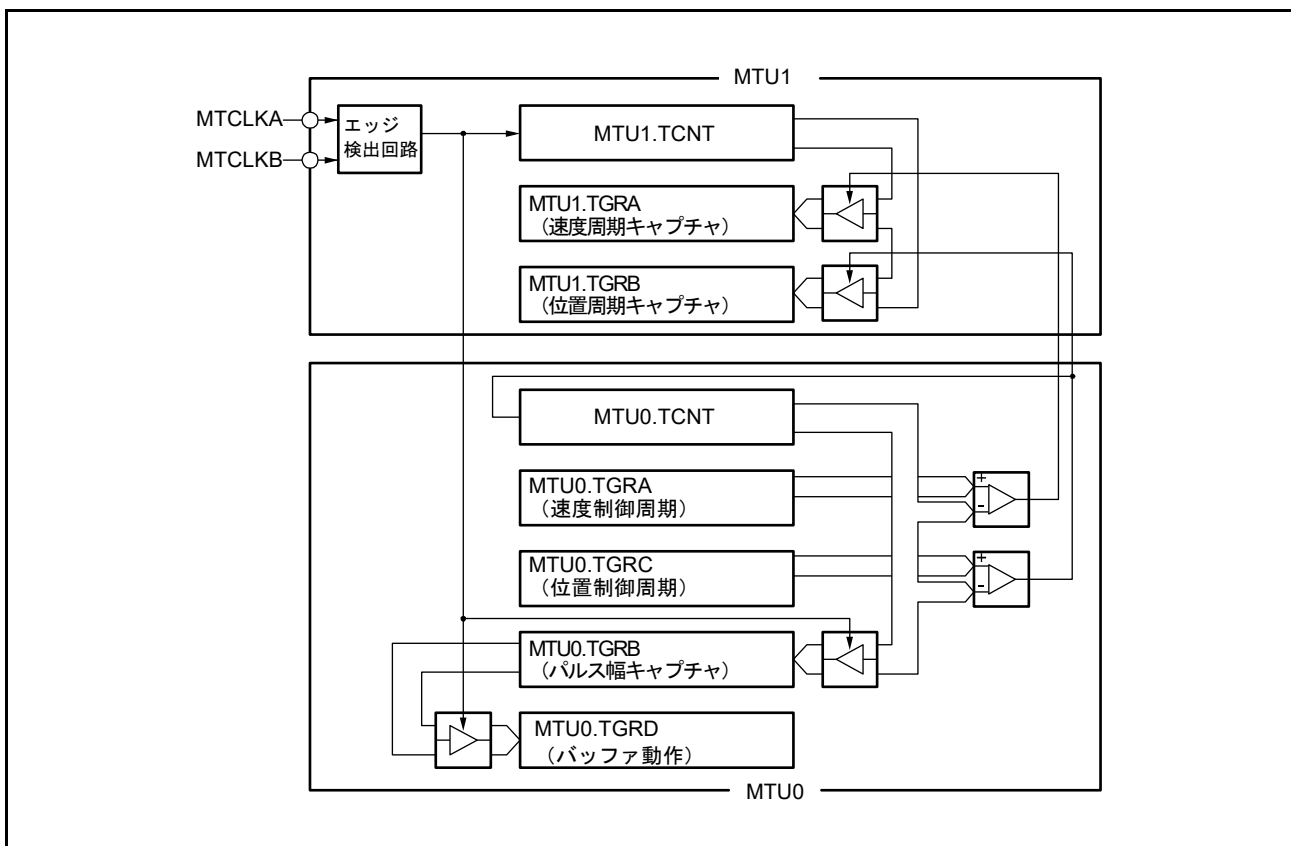 MTU1
MTCLKA
MTCLKB
エッジ
検出回路
MTU1.TCNT
MTU1.TGRA
（速度周期キャプチャ）
MTU1.TGRB
（位置周期キャプチャ）
MTU0.TCNT
MTU0.TGRA
（速度制御周期）
+
-
MTU0.TGRC
（位置制御周期）
+
-
MTU0.TGRB
（パルス幅キャプチャ）
MTU0.TGRD
（バッファ動作）
MTU0